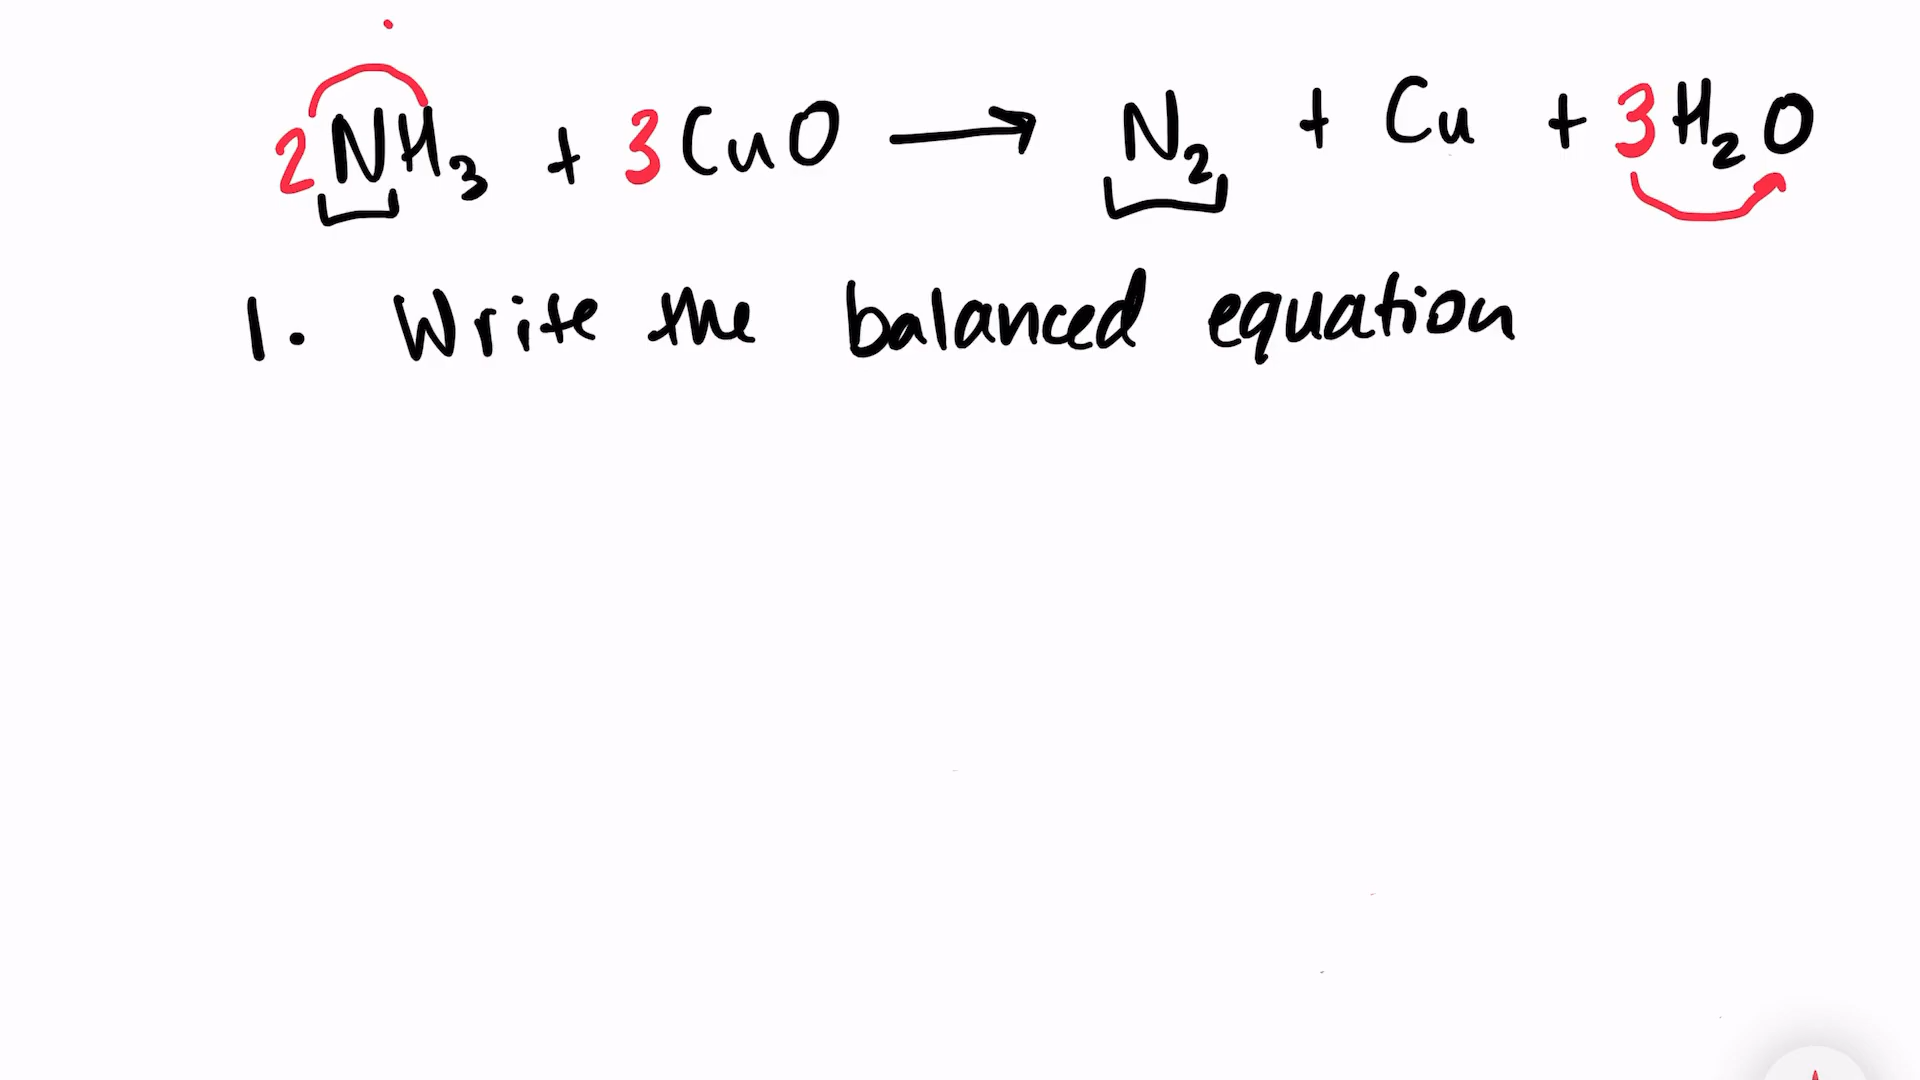 2NH₃ + 3CuO → N₂ + Cu + 3H₂O
1. Write the balanced equation